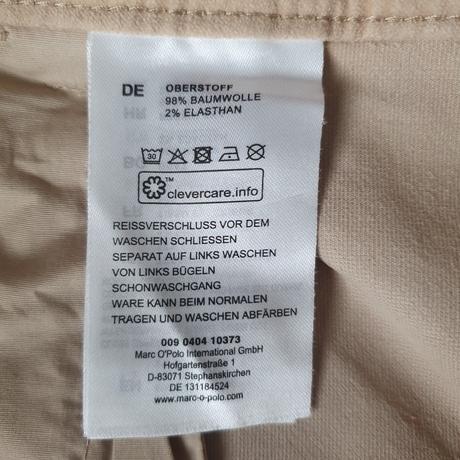 DE OBERSTOFF
98% BAUMWOLLE
2% ELASTHAN
30
™
clevercare.info
REISSVERSCHLUSS VOR DEM
WASCHEN SCHLIESSEN
SEPARAT AUF LINKS WASCHEN
VON LINKS BÜGELN
SCHONWASCHGANG
WARE KANN BEIM NORMALEN
TRAGEN UND WASCHEN ABFÄRBEN
009 0404 10373
Marc O'Polo International GmbH
Hofgartenstraße 1
D-83071 Stephanskirchen
DE 131184524
www.marc-o-polo.com